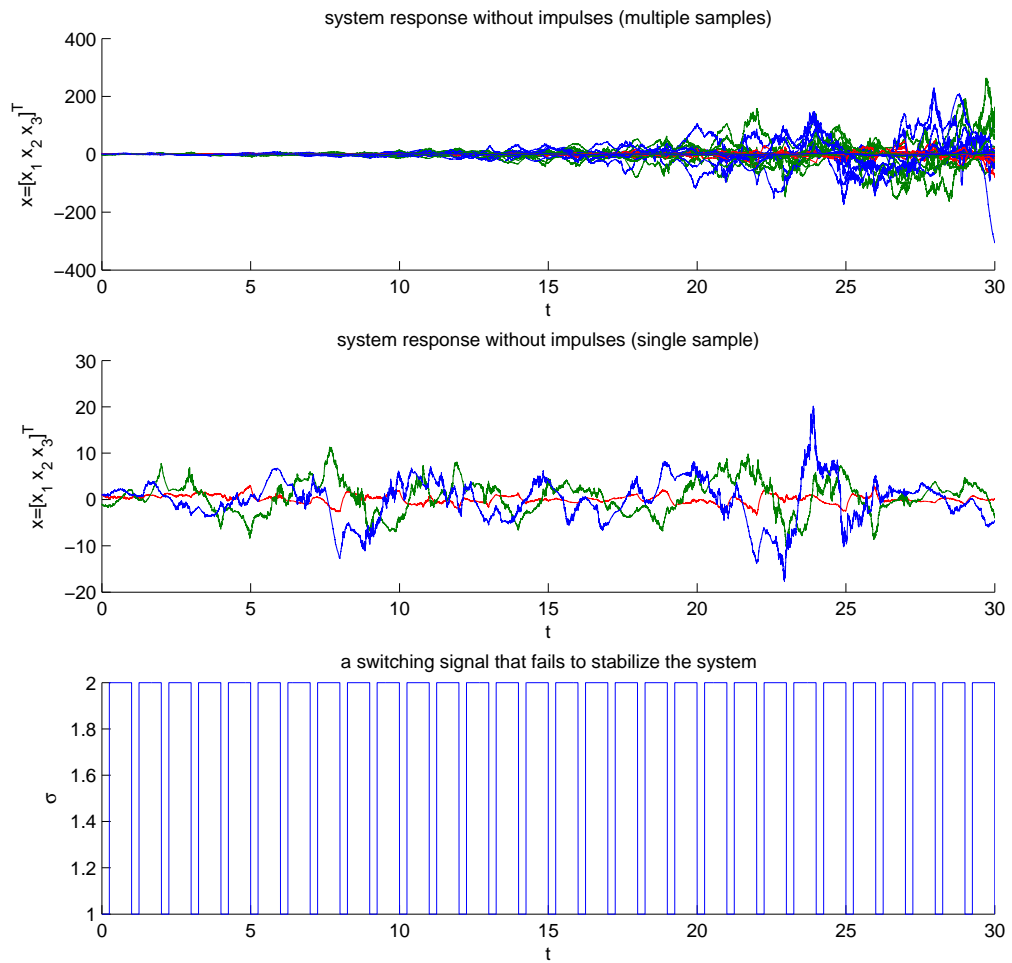 system response without impulses (multiple samples)
400
200
0
−200
−400
x=[x1 x2 x3]T
0 5 10 15 20 25 30
t
system response without impulses (single sample)
30
20
10
0
−10
−20
x=[x1 x2 x3]T
0 5 10 15 20 25 30
t
a switching signal that fails to stabilize the system
2
1.8
1.6
1.4
1.2
1
σ
0 5 10 15 20 25 30
t